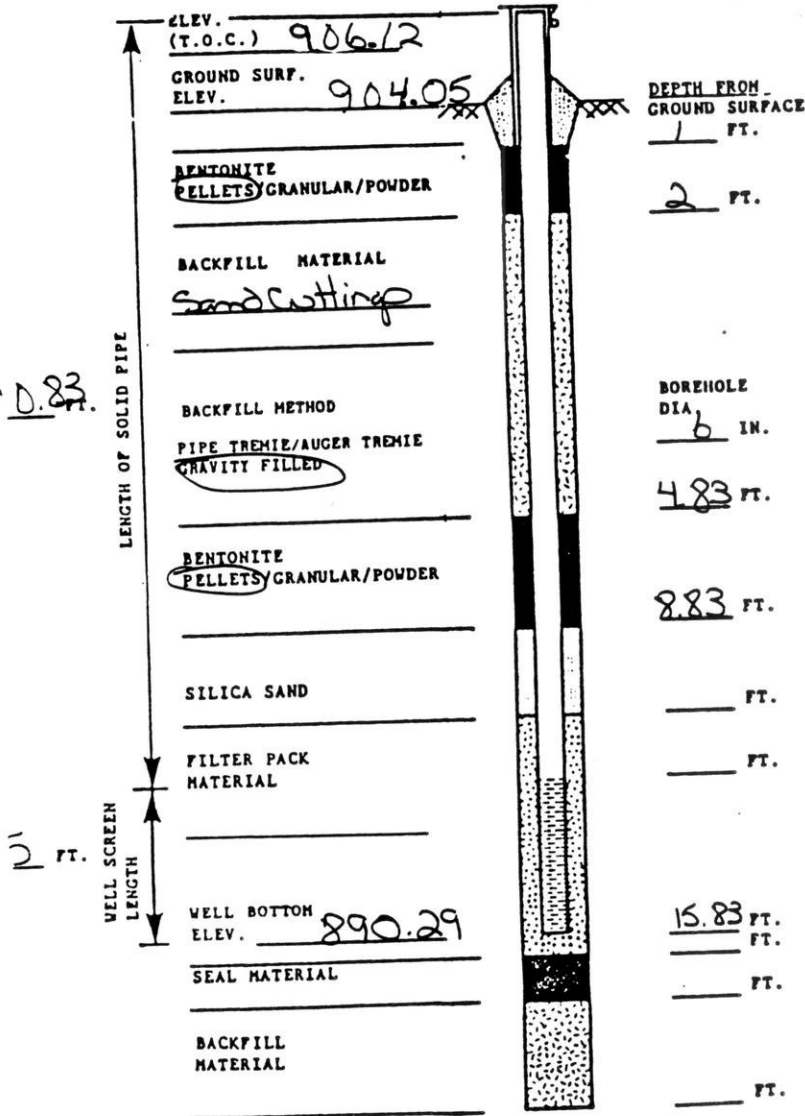 ELEV.
(T.O.C.) 906.12
GROUND SURF.
ELEV. 904.05
DEPTH FROM
GROUND SURFACE
1 FT.
BENTONITE
PELLETS/GRANULAR/POWDER
2 FT.
BACKFILL MATERIAL
Sand Cuttings
LENGTH OF SOLID PIPE
0.83 FT.
BACKFILL METHOD
PIPE TREMIE/AUGER TREMIE
GRAVITY FILLED
BOREHOLE
DIA. 6 IN.
4.83 FT.
BENTONITE
PELLETS/GRANULAR/POWDER
8.83 FT.
SILICA SAND
FT.
FILTER PACK
MATERIAL
FT.
WELL SCREEN
LENGTH
FT.
WELL BOTTOM
ELEV. 890.29
15.83 FT.
FT.
SEAL MATERIAL
FT.
BACKFILL
MATERIAL
FT.